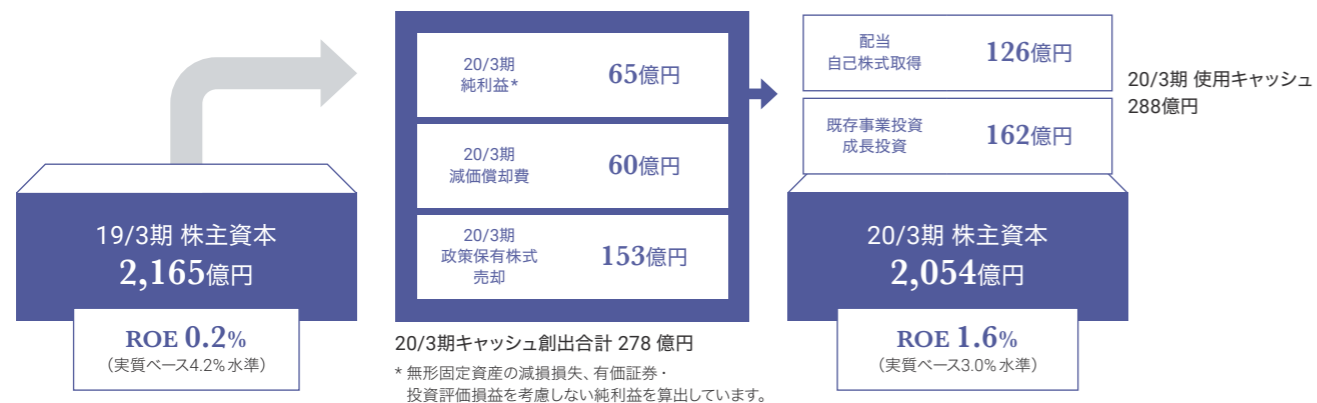 19/3期 株主資本
2,165億円
ROE 0.2%
（実質ベース4.2%水準）
20/3期
純利益*
65億円
20/3期
減価償却費
60億円
20/3期
政策保有株式
売却
153億円
20/3期キャッシュ創出合計 278 億円
* 無形固定資産の減損損失、有価証券・
投資評価損益を考慮しない純利益を算出しています。
配当
自己株式取得
126億円
既存事業投資
成長投資
162億円
20/3期 使用キャッシュ
288億円
20/3期 株主資本
2,054億円
ROE 1.6%
（実質ベース3.0%水準）